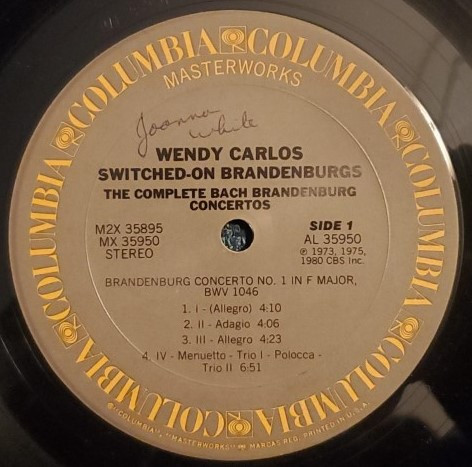 COLUMBIA COLUMBIA COLUMBIA COLUMBIA COLUMBIA COLUMBIA
MASTERWORKS
Joanna
White
WENDY CARLOS
SWITCHED-ON BRANDENBURGS
THE COMPLETE BACH BRANDENBURG
CONCERTOS
M2X 35895
MX 35950
STEREO
SIDE 1
AL 35950
℗ 1973, 1975,
1980 CBS Inc.
BRANDENBURG CONCERTO NO. 1 IN F MAJOR,
BWV 1046
1. I - (Allegro) 4:10
2. II - Adagio 4:06
3. III - Allegro 4:23
4. IV - Menuetto - Trio I - Polocca -
Trio II 6:51
® "COLUMBIA", "MASTERWORKS" MARCAS REG. PRINTED IN U.S.A.